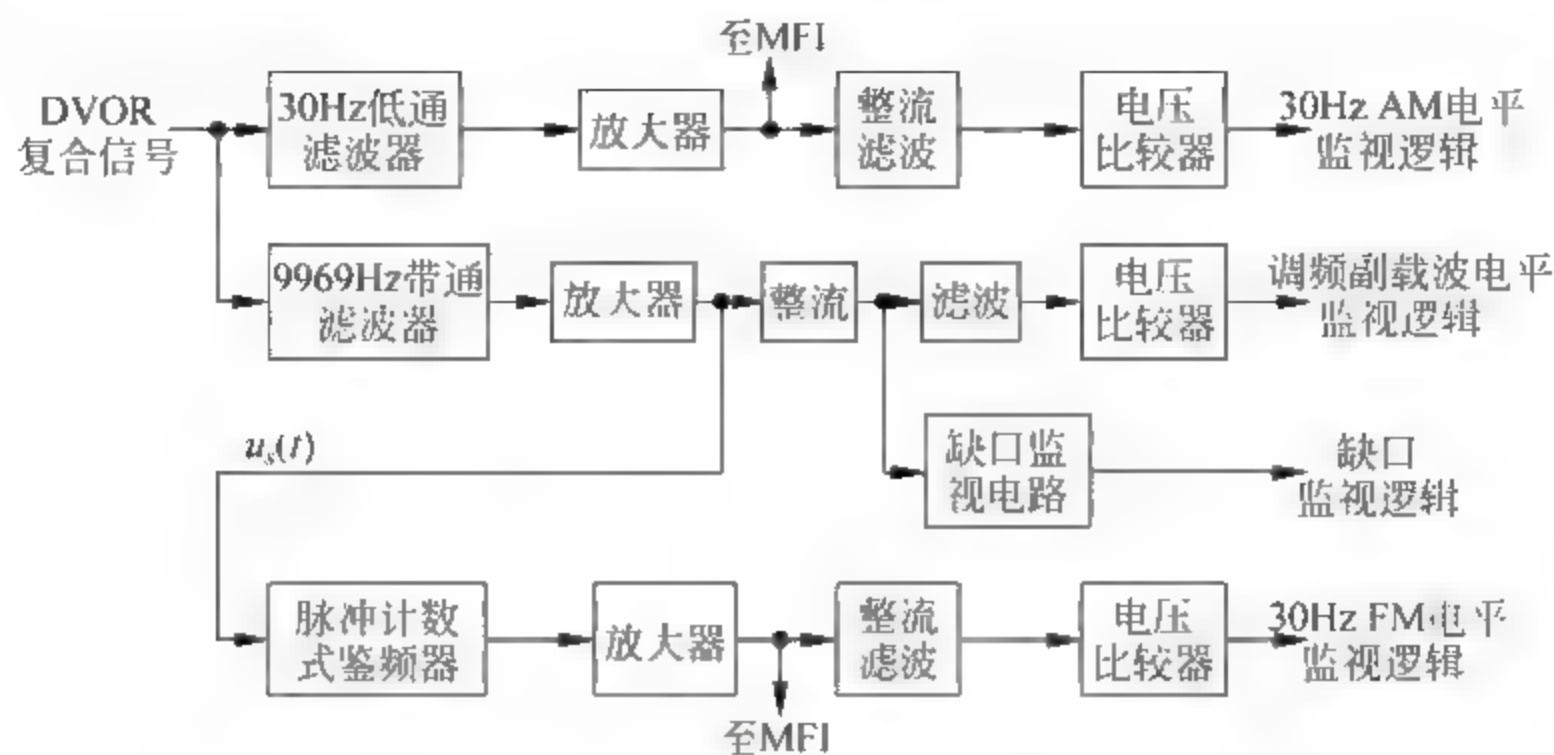 至MFI
DVOR
复合信号
30Hz低通
滤波器
放大器
整流
滤波
电压
比较器
30Hz AM电平
监视逻辑
9969Hz带通
滤波器
放大器
整流
滤波
电压
比较器
调频副载波电平
监视逻辑
us(t)
缺口监
视电路
缺口
监视逻辑
脉冲计数
式鉴频器
放大器
整流
滤波
电压
比较器
30Hz FM电平
监视逻辑
至MFI